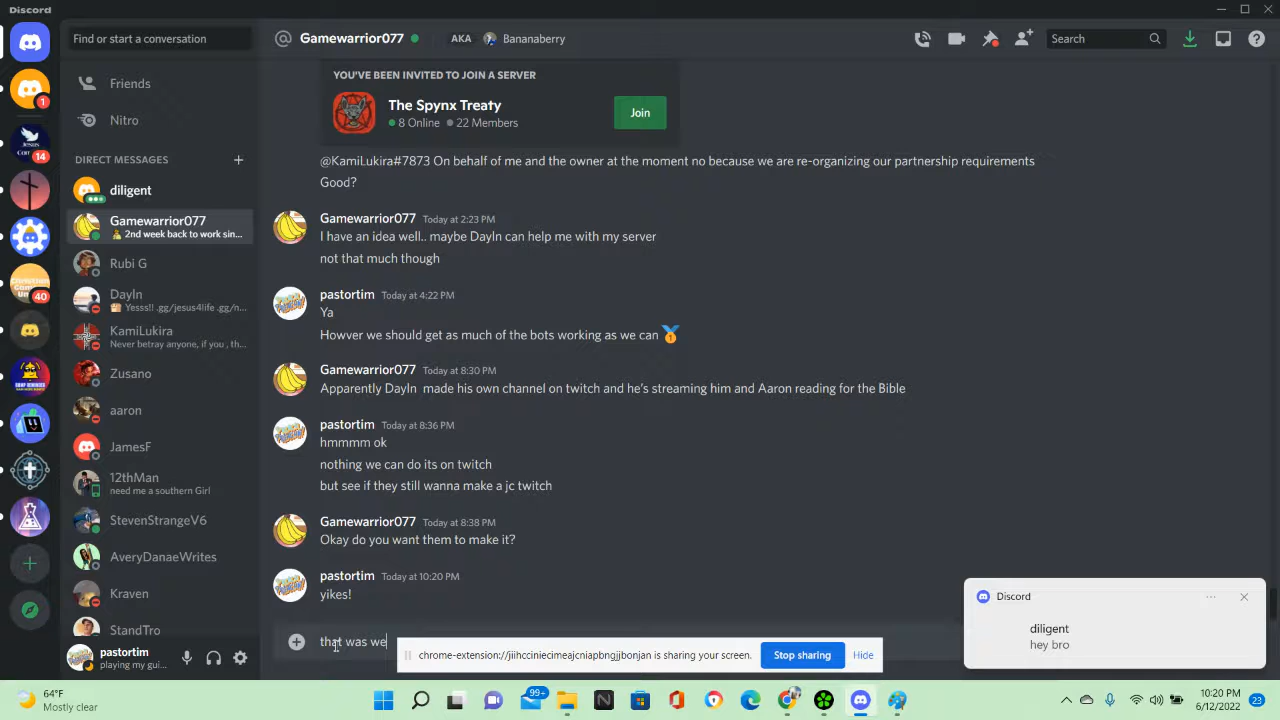 Discord
Find or start a conversation
Gamewarrior077
AKA
Bananaberry
Search
1
14
40
Friends
Nitro
DIRECT MESSAGES
diligent
Gamewarrior077
2nd week back to work sin...
Rubi G
Dayln
Yesss!! .gg/jesus4life .gg/n...
KamiLukira
Never betray anyone, if you , th...
Zusano
aaron
JamesF
12thMan
need me a southern Girl
StevenStrangeV6
AveryDanaeWrites
Kraven
StandTro
pastortim
playing my gui...
YOU'VE BEEN INVITED TO JOIN A SERVER
The Spynx Treaty
8 Online 22 Members
Join
@KamiLukira#7873 On behalf of me and the owner at the moment no because we are re-organizing our partnership requirements
Good?
Gamewarrior077 Today at 2:23 PM
I have an idea well.. maybe Dayln can help me with my server
not that much though
pastortim Today at 4:22 PM
Ya
Howver we should get as much of the bots working as we can
Gamewarrior077 Today at 8:30 PM
Apparently Dayln made his own channel on twitch and he's streaming him and Aaron reading for the Bible
pastortim Today at 8:36 PM
hmmmm ok
nothing we can do its on twitch
but see if they still wanna make a jc twitch
Gamewarrior077 Today at 8:38 PM
Okay do you want them to make it?
pastortim Today at 10:20 PM
yikes!
that was we
chrome-extension://jiihcciniecimeajcniapbngjjbonjan is sharing your screen.
Stop sharing
Hide
Discord
diligent
hey bro
64°F
Mostly clear
99+
10:20 PM
6/12/2022
23